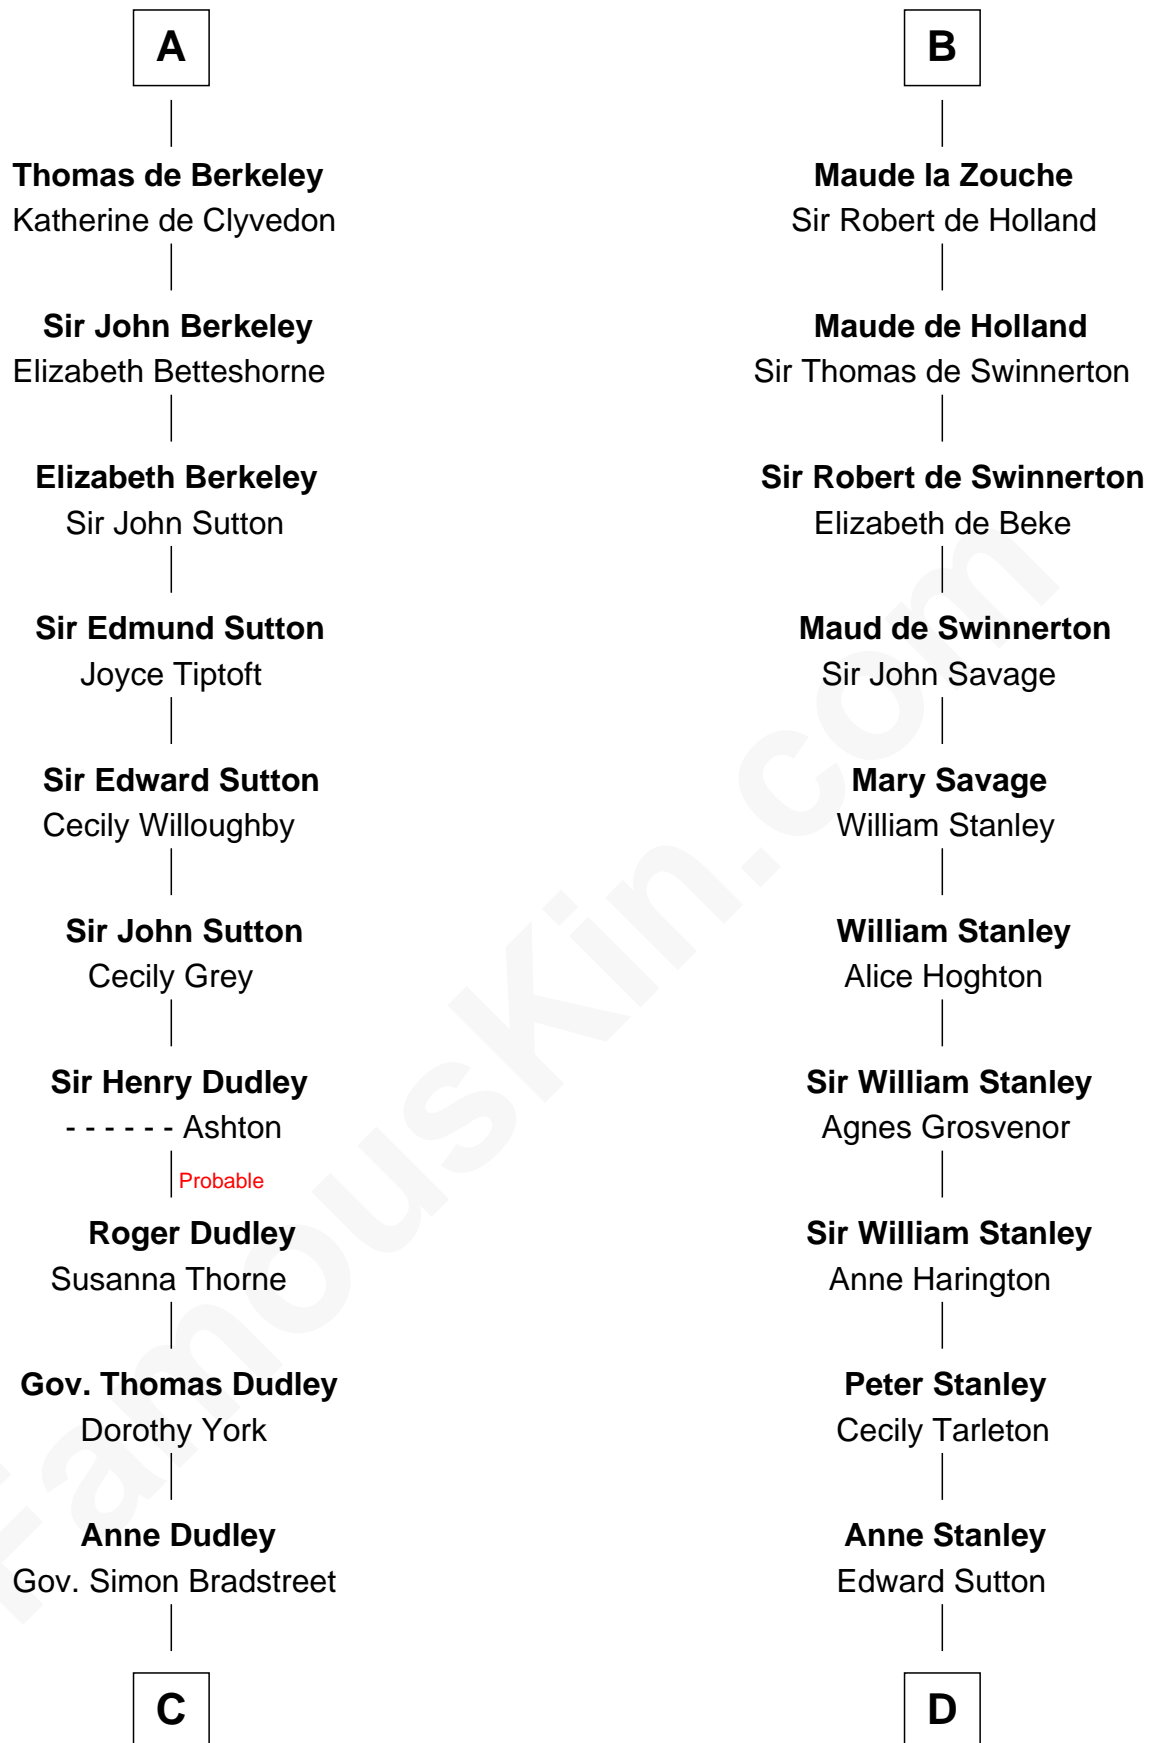 A
Thomas de Berkeley
Katherine de Clyvedon
Sir John Berkeley
Elizabeth Betteshorne
Elizabeth Berkeley
Sir John Sutton
Sir Edmund Sutton
Joyce Tiptoft
Sir Edward Sutton
Cecily Willoughby
Sir John Sutton
Cecily Grey
Sir Henry Dudley
- - - - - - Ashton
Probable
Roger Dudley
Susanna Thorne
Gov. Thomas Dudley
Dorothy York
Anne Dudley
Gov. Simon Bradstreet
C
B
Maude la Zouche
Sir Robert de Holland
Maude de Holland
Sir Thomas de Swinnerton
Sir Robert de Swinnerton
Elizabeth de Beke
Maud de Swinnerton
Sir John Savage
Mary Savage
William Stanley
William Stanley
Alice Hoghton
Sir William Stanley
Agnes Grosvenor
Sir William Stanley
Anne Harington
Peter Stanley
Cecily Tarleton
Anne Stanley
Edward Sutton
D
FamousKin.com